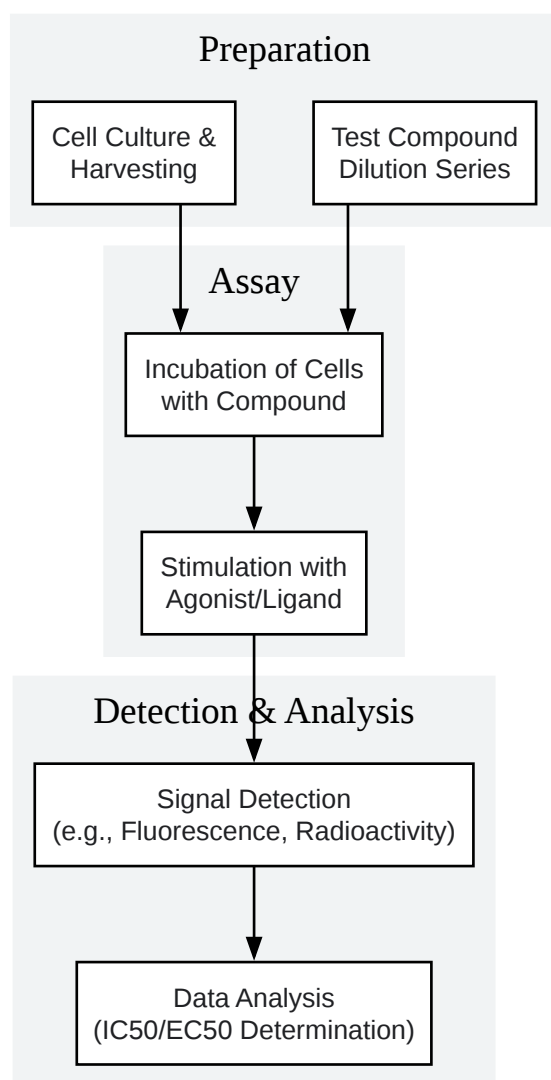 Preparation
Cell Culture &
Harvesting
Test Compound
Dilution Series
Assay
Incubation of Cells
with Compound
Stimulation with
Agonist/Ligand
Detection & Analysis
Signal Detection
(e.g., Fluorescence, Radioactivity)
Data Analysis
(IC50/EC50 Determination)